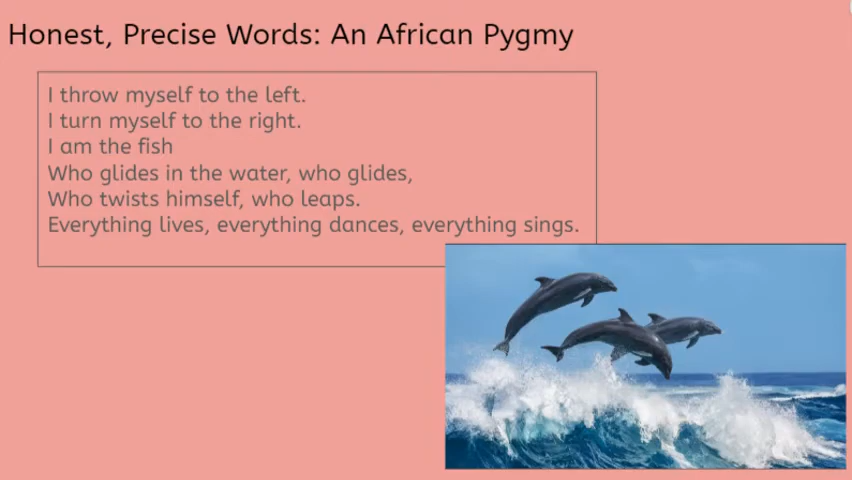 Honest, Precise Words: An African Pygmy
I throw myself to the left.
I turn myself to the right.
I am the fish
Who glides in the water, who glides,
Who twists himself, who leaps.
Everything lives, everything dances, everything sings.